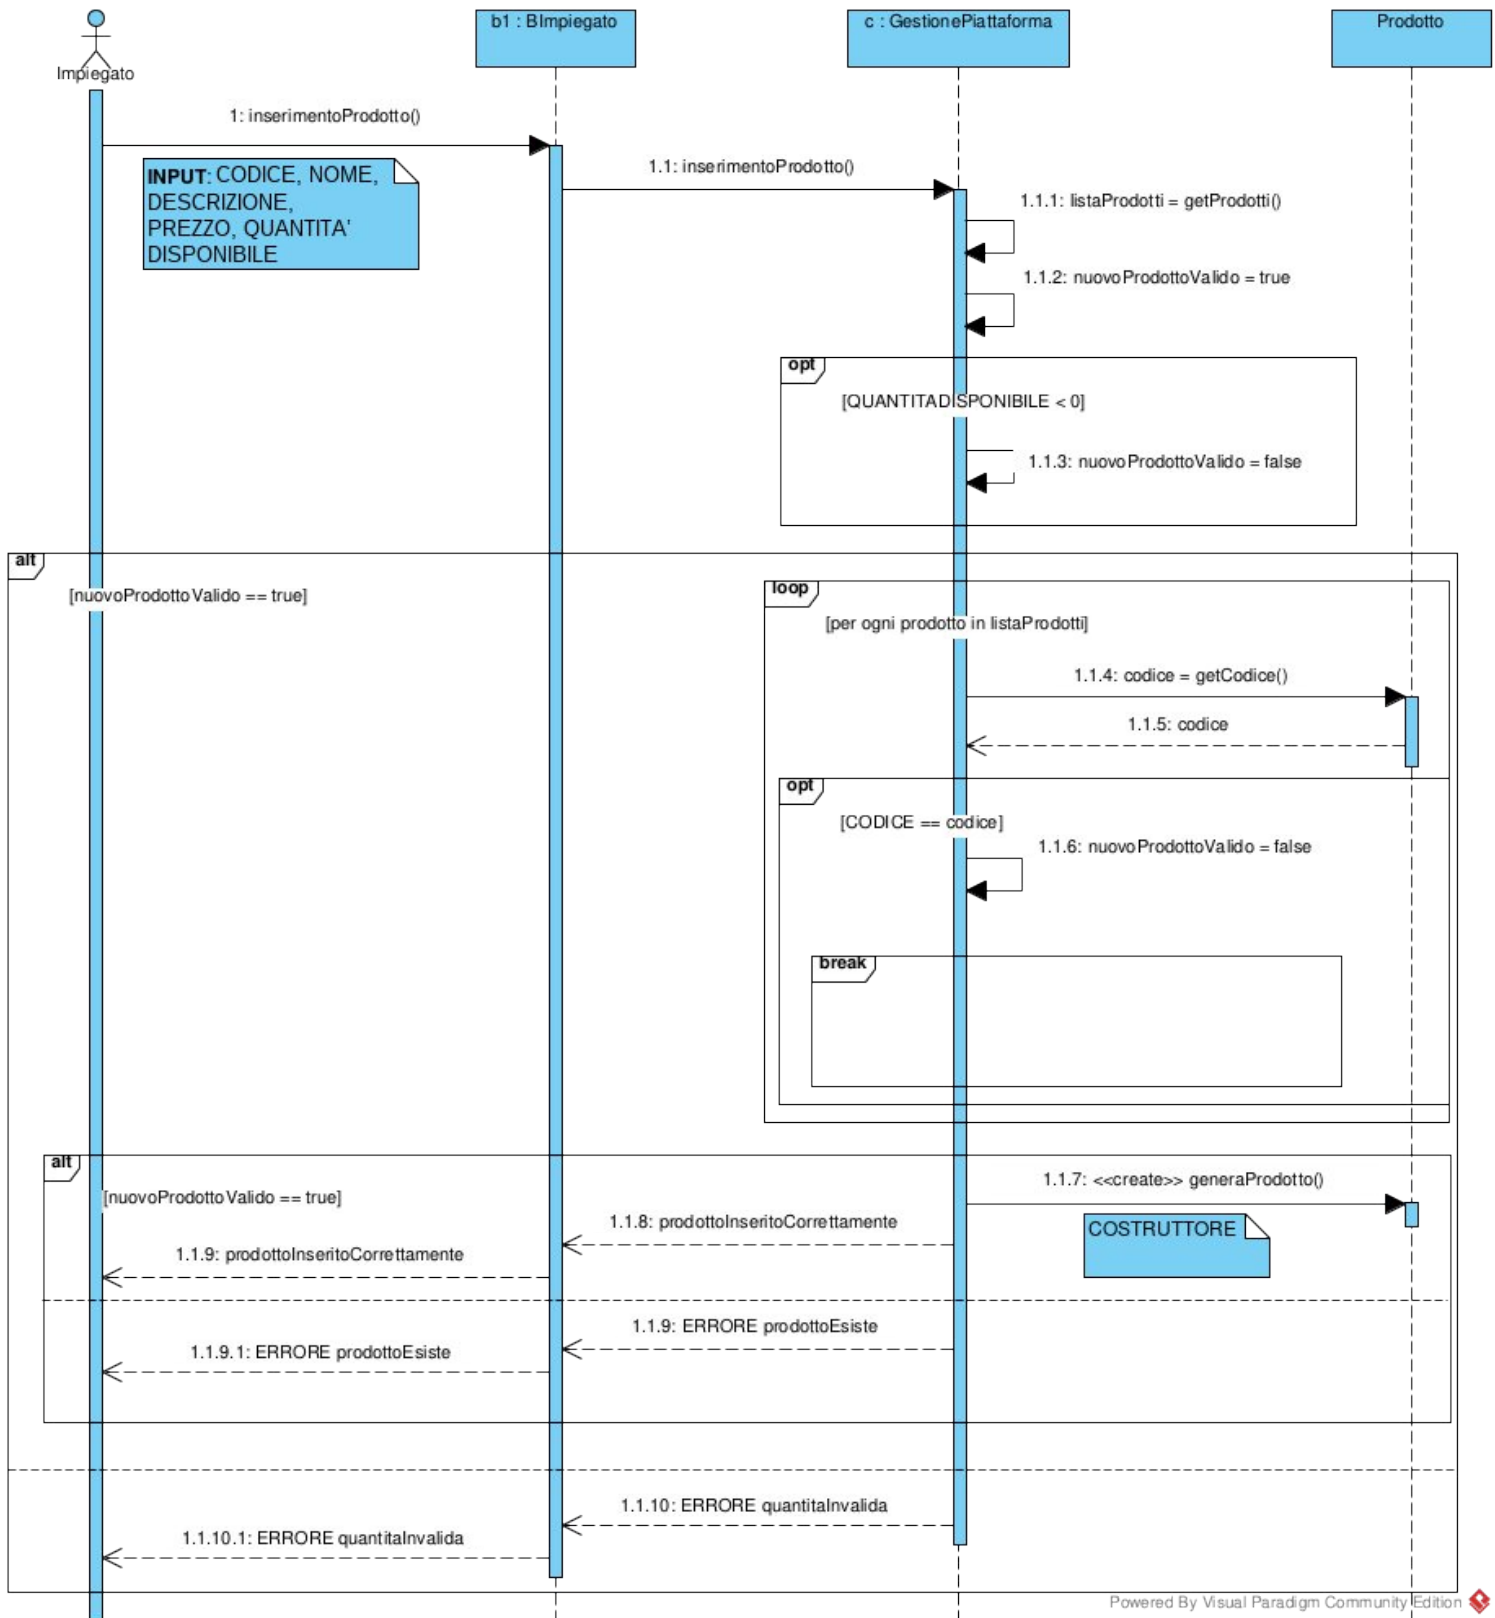 Impiegato
b1 : BImpiegato
c : GestionePiattaforma
Prodotto
1: inserimentoProdotto()
INPUT: CODICE, NOME,
DESCRIZIONE,
PREZZO, QUANTITA'
DISPONIBILE
1.1: inserimentoProdotto()
1.1.1: listaProdotti = getProdotti()
1.1.2: nuovoProdottoValido = true
opt
[QUANTITADISPONIBILE < 0]
1.1.3: nuovoProdottoValido = false
alt
[nuovoProdottoValido == true]
loop
[per ogni prodotto in listaProdotti]
1.1.4: codice = getCodice()
1.1.5: codice
opt
[CODICE == codice]
1.1.6: nuovoProdottoValido = false
break
alt
[nuovoProdottoValido == true]
1.1.7: <<create>> generaProdotto()
COSTRUTTORE
1.1.8: prodottoInseritoCorrettamente
1.1.9: prodottoInseritoCorrettamente
1.1.9: ERRORE prodottoEsiste
1.1.9.1: ERRORE prodottoEsiste
1.1.10: ERRORE quantitaInvalida
1.1.10.1: ERRORE quantitaInvalida
Powered By Visual Paradigm Community Edition